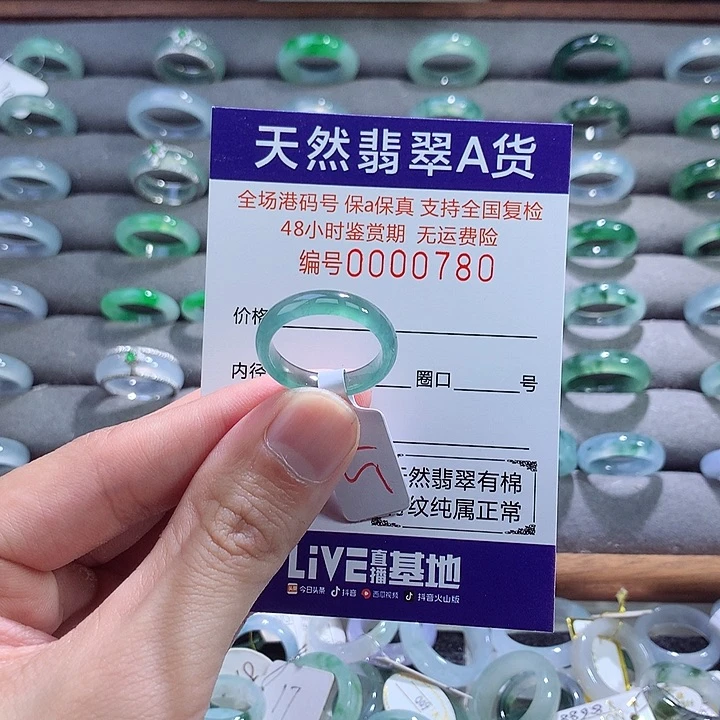 天然翡翠A货
全场港码号 保a保真 支持全国复检
48小时鉴赏期 无运费险
编号0000780
价格
内径 圈口 号
然翡翠有棉
纹纯属正常
LiVE直播基地
头条 今日头条 抖音 西瓜视频 抖音火山版
17